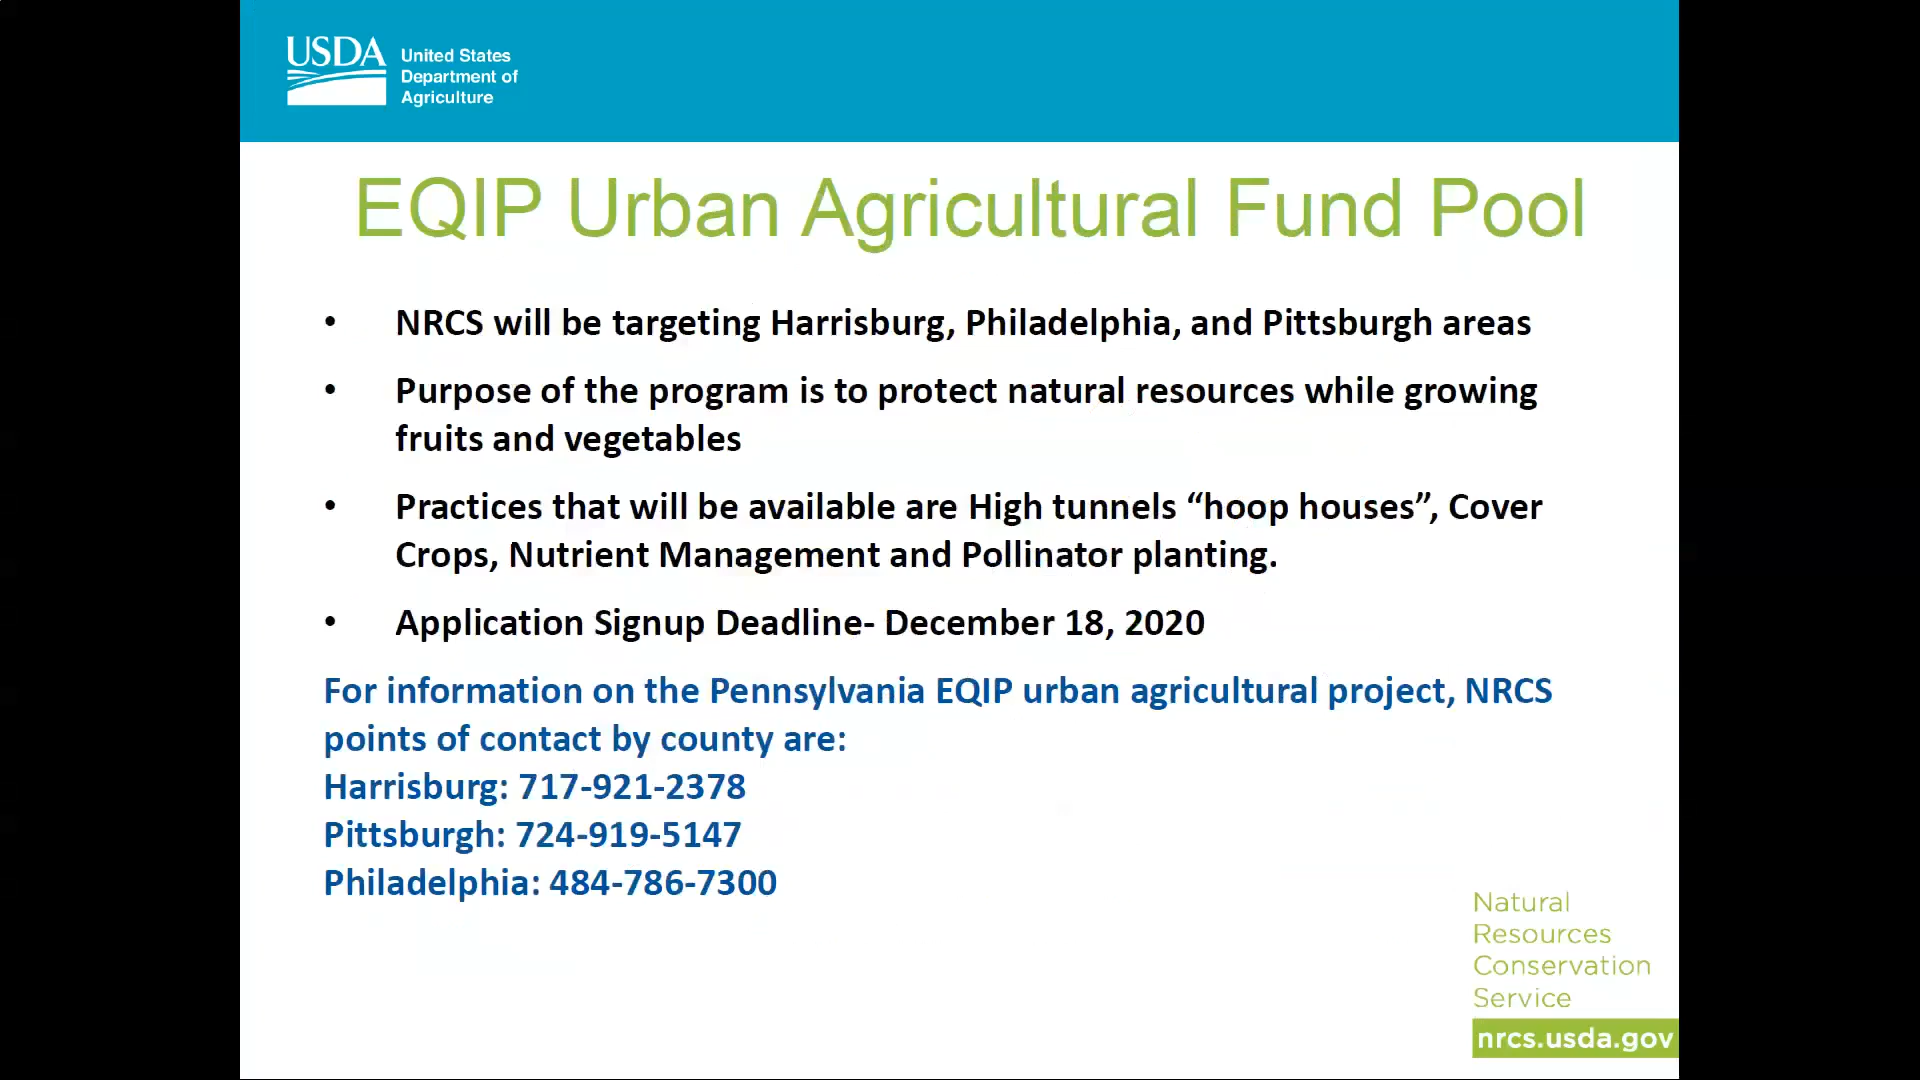 USDA
United States
Department of
Agriculture
EQIP Urban Agricultural Fund Pool
• NRCS will be targeting Harrisburg, Philadelphia, and Pittsburgh areas
• Purpose of the program is to protect natural resources while growing
fruits and vegetables
• Practices that will be available are High tunnels “hoop houses”, Cover
Crops, Nutrient Management and Pollinator planting.
• Application Signup Deadline- December 18, 2020
For information on the Pennsylvania EQIP urban agricultural project, NRCS
points of contact by county are:
Harrisburg: 717-921-2378
Pittsburgh: 724-919-5147
Philadelphia: 484-786-7300
Natural
Resources
Conservation
Service
nrcs.usda.gov